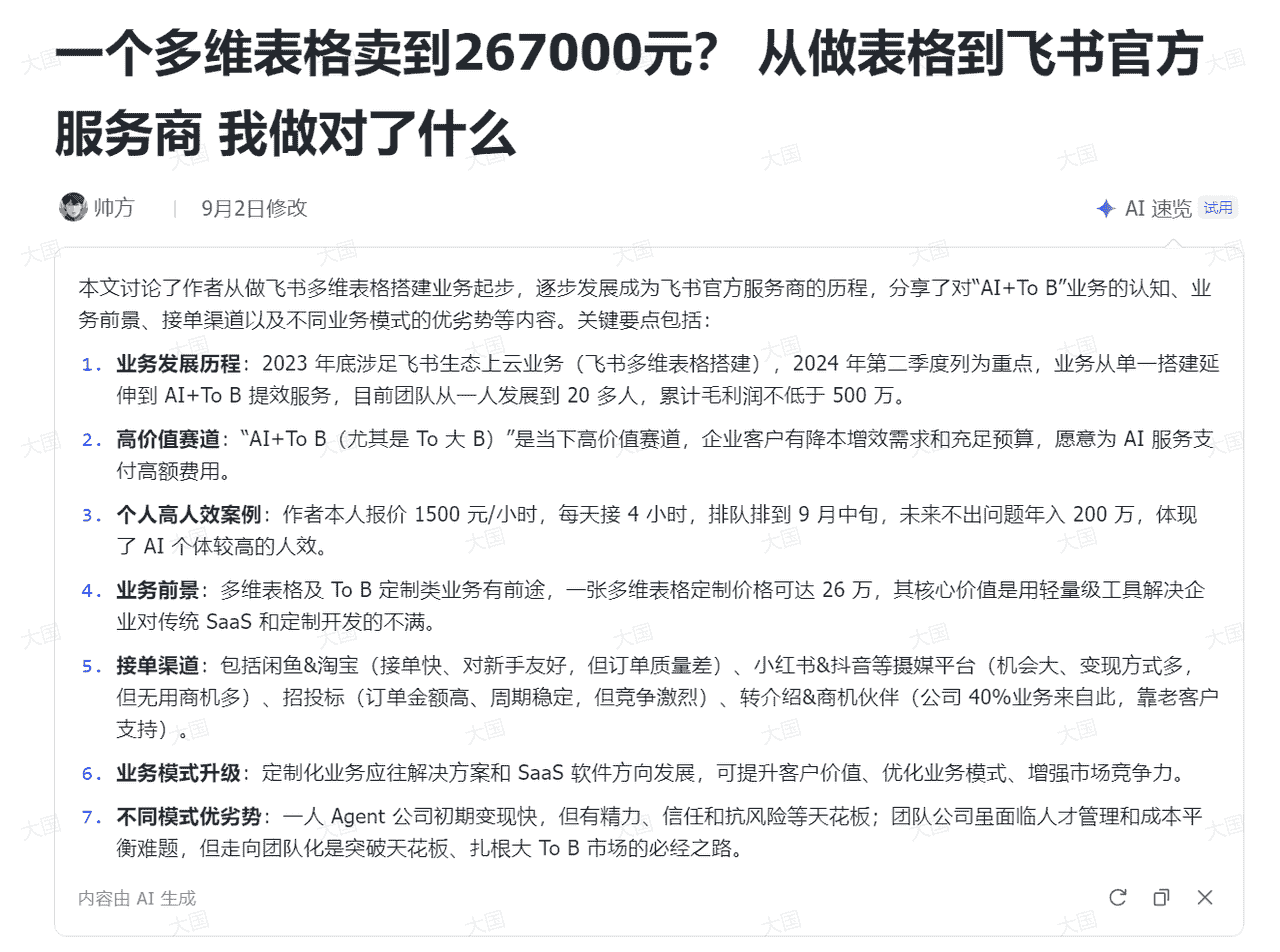 一个多维表格卖到267000元？ 从做表格到飞书官方
服务商 我做对了什么
帅方 | 9月2日修改
AI 速览 试用
本文讨论了作者从做飞书多维表格搭建业务起步，逐步发展成为飞书官方服务商的历程，分享了对“AI+To B”业务的认知、业
务前景、接单渠道以及不同业务模式的优劣势等内容。关键要点包括：
1. 业务发展历程：2023 年底涉足飞书生态上云业务（飞书多维表格搭建），2024 年第二季度列为重点，业务从单一搭建延
伸到 AI+To B 提效服务，目前团队从一人发展到 20 多人，累计毛利润不低于 500 万。
2. 高价值赛道：“AI+To B（尤其是 To 大 B）”是当下高价值赛道，企业客户有降本增效需求和充足预算，愿意为 AI 服务支
付高额费用。
3. 个人高人效案例：作者本人报价 1500 元/小时，每天接 4 小时，排队排到 9 月中旬，未来不出问题年入 200 万，体现
了 AI 个体较高的人效。
4. 业务前景：多维表格及 To B 定制类业务有前途，一张多维表格定制价格可达 26 万，其核心价值是用轻量级工具解决企
业对传统 SaaS 和定制开发的不满。
5. 接单渠道：包括闲鱼&淘宝（接单快、对新手友好，但订单质量差）、小红书&抖音等摄媒平台（机会大、变现方式多，
但无用商机多）、招投标（订单金额高、周期稳定，但竞争激烈）、转介绍&商机伙伴（公司 40%业务来自此，靠老客户
支持）。
6. 业务模式升级：定制化业务应往解决方案和 SaaS 软件方向发展，可提升客户价值、优化业务模式、增强市场竞争力。
7. 不同模式优劣势：一人 Agent 公司初期变现快，但有精力、信任和抗风险等天花板；团队公司虽面临人才管理和成本平
衡难题，但走向团队化是突破天花板、扎根大 To B 市场的必经之路。
内容由 AI 生成
大国